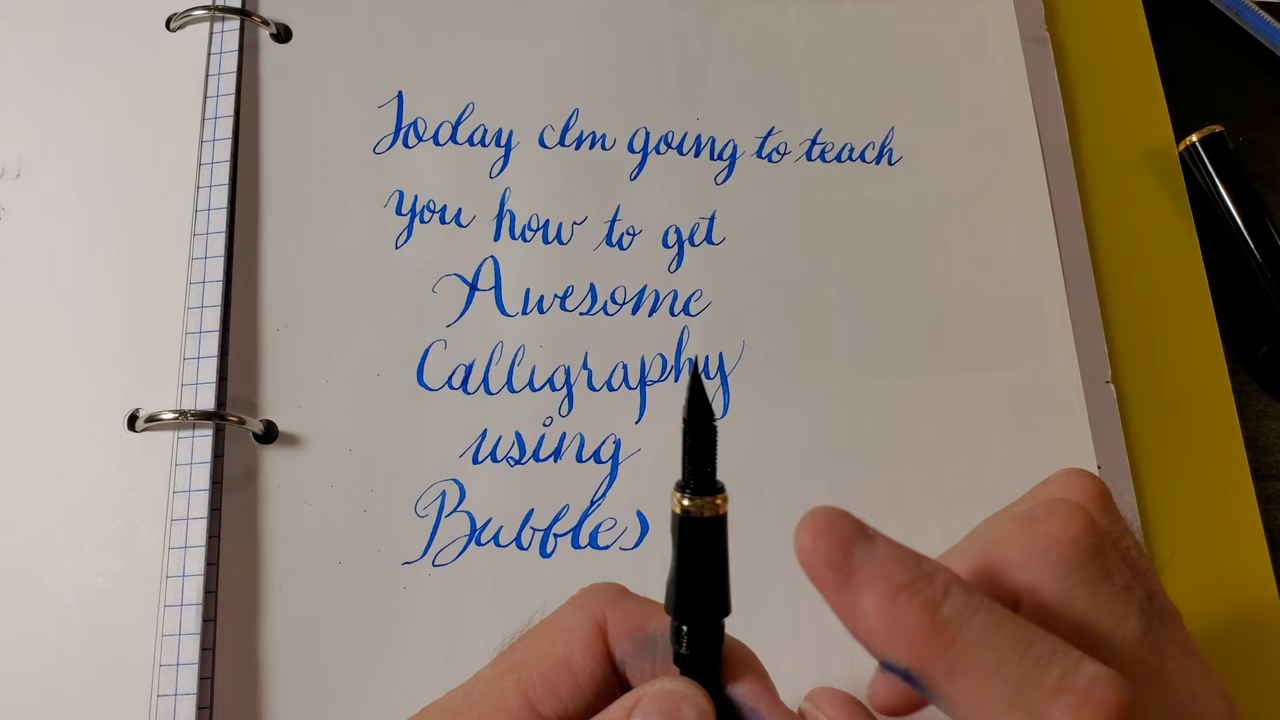 Today Im going to teach
you how to get
Awesome
Calligraphy
using
Bubbles